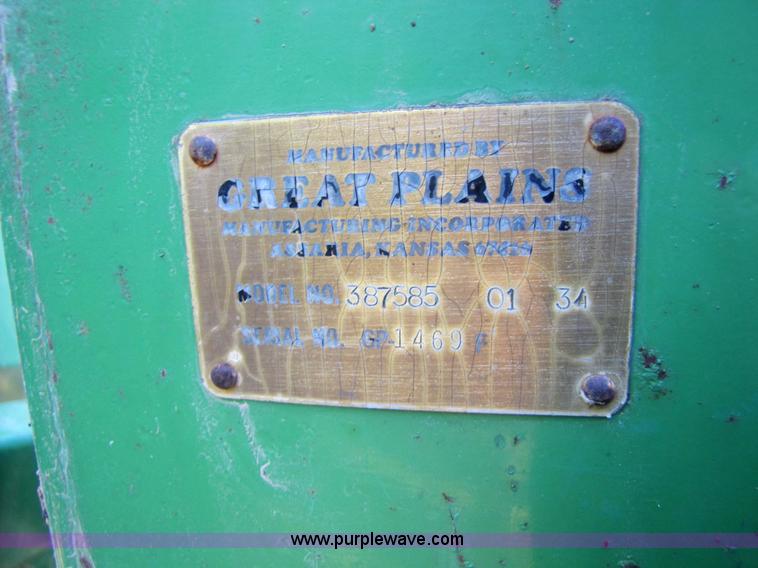 MANUFACTURED BY
GREAT PLAINS
MANUFACTURING INCORPORATED
ASSARIA, KANSAS
MODEL NO. 387585 01 34
SERIAL NO. GP-1469
www.purplewave.com